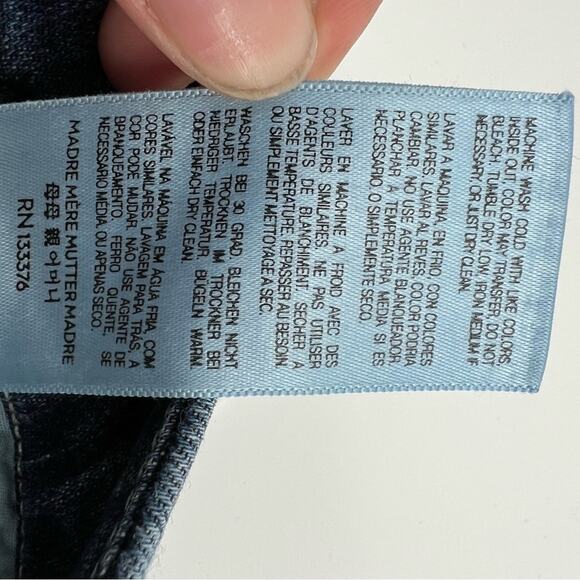 MACHINE WASH COLD WITH LIKE COLORS
INSIDE OUT. COLOR MAY TRANSFER. DO NOT
BLEACH. TUMBLE DRY LOW. IRON MEDIUM IF
NECESSARY OR JUST DRY CLEAN.
LAVAR A MAQUINA, EN FRIO, CON COLORES
SIMILARES, LAVAR AL REVES. COLOR PODRIA
CAMBIAR. NO USE AGENTE BLANQUEADOR.
PLANCHAR A TEMPERATURA MEDIA SI ES
NECESARIO. O SIMPLEMENTE SECO.
LAVER EN MACHINE A FROID AVEC DES
COULEURS SIMILAIRES. NE PAS UTILISER
D'AGENTS DE BLANCHIMENT. SECHER A
BASSE TEMPERATURE. REPASSER AU BESOIN.
OU SIMPLEMENT METTOYAGE A SEC.
WASCHEN BEI 30 GRAD. BLEICHEN NICHT
ERLAUBT. TROCKNEN IM TROCKNER BEI
NIEDRIGER TEMPERATUR. BÜGELN WARM.
ODER EINFACH DRY CLEAN.
LAVÁVEL NA MÁQUINA EM ÁGUA FRIA COM
CORES SIMILARES. LAVAGEM PARA TRÁS, A
COR PODE MUDAR. NÃO USE AGENTE DE
BRANQUEAMENTO. FERRO QUENTE, SE
NECESSÁRIO MÉDIA. OU APENAS SECO.
MADRE MÈRE MUTTER MADRE
母母 親 어머니
RN 133376